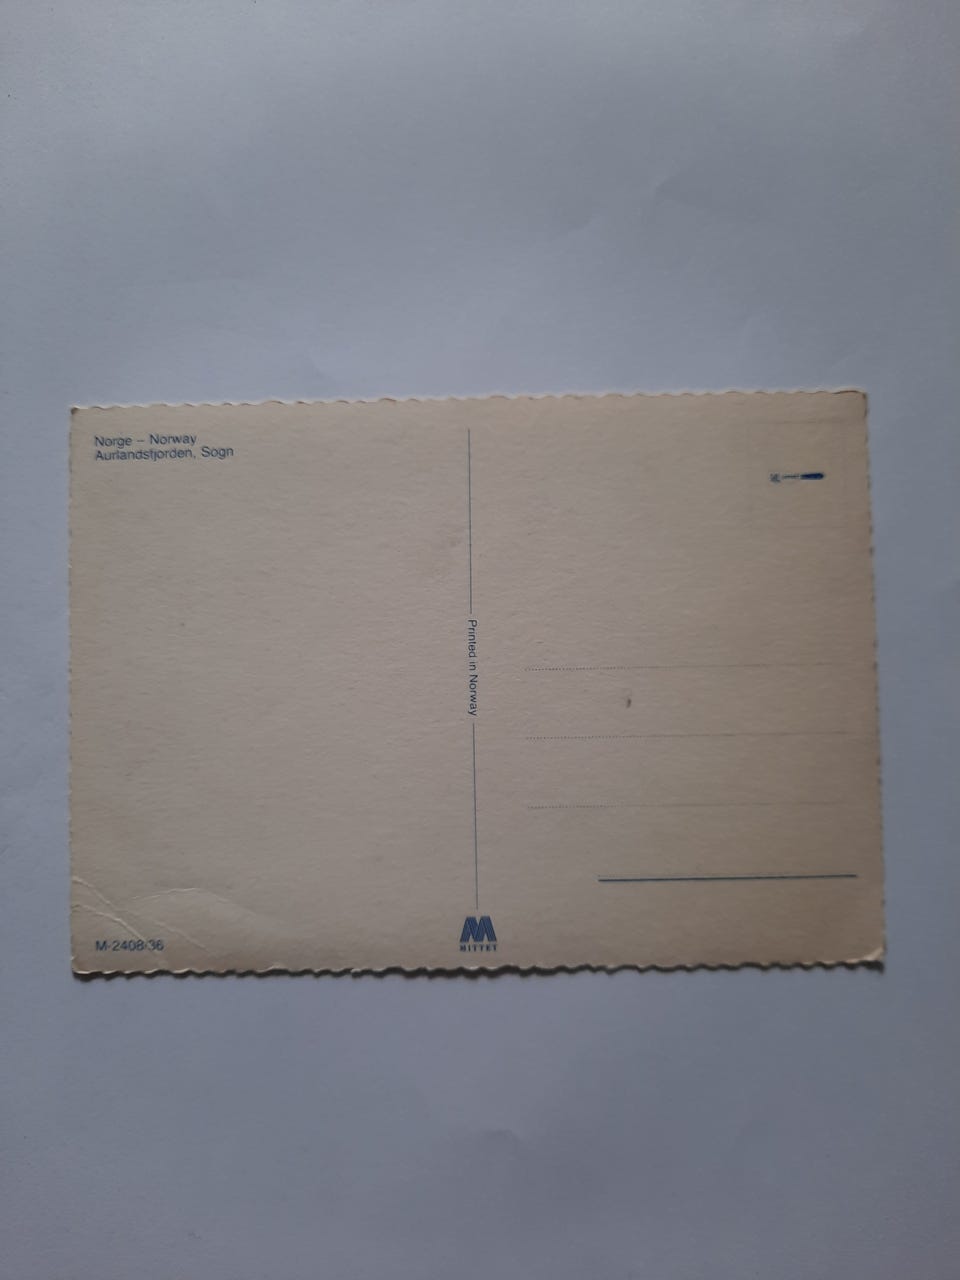 Norge – Norway
Aurlandsfjorden, Sogn
Printed in Norway
M-2408/36
MITTET